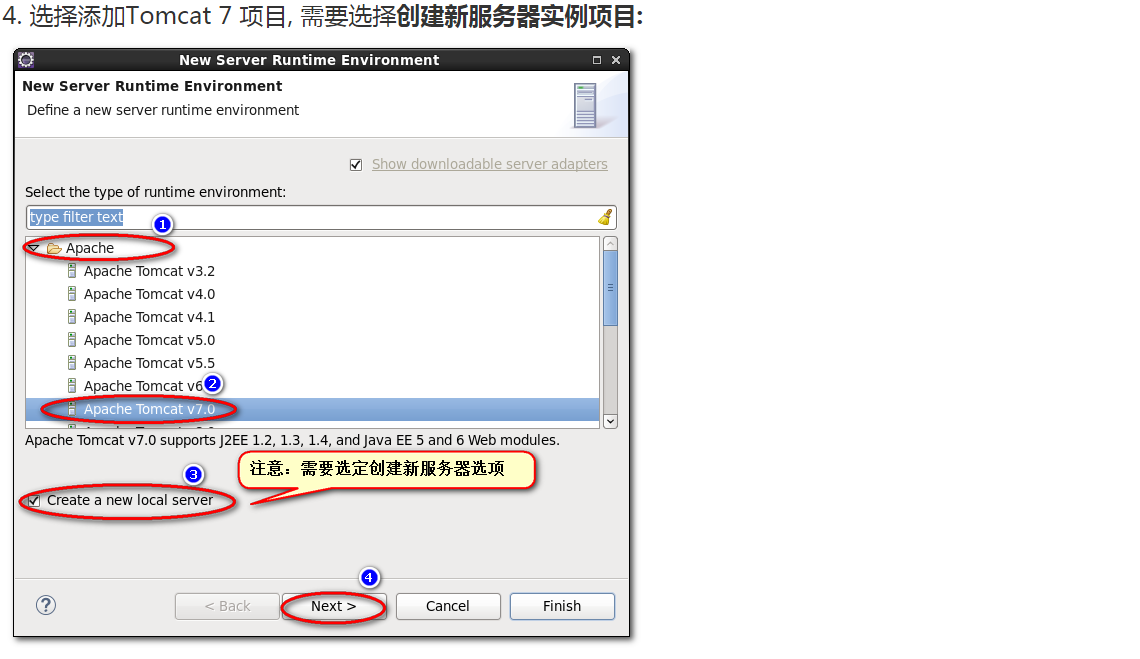 4. 选择添加Tomcat 7 项目, 需要选择创建新服务器实例项目:
New Server Runtime Environment
New Server Runtime Environment
Define a new server runtime environment
Show downloadable server adapters
Select the type of runtime environment:
type filter text
1
Apache
Apache Tomcat v3.2
Apache Tomcat v4.0
Apache Tomcat v4.1
Apache Tomcat v5.0
Apache Tomcat v5.5
Apache Tomcat v6
2
Apache Tomcat v7.0
Apache Tomcat v7.0 supports J2EE 1.2, 1.3, 1.4, and Java EE 5 and 6 Web modules.
注意：需要选定创建新服务器选项
3
Create a new local server
4
?
< Back
Next >
Cancel
Finish